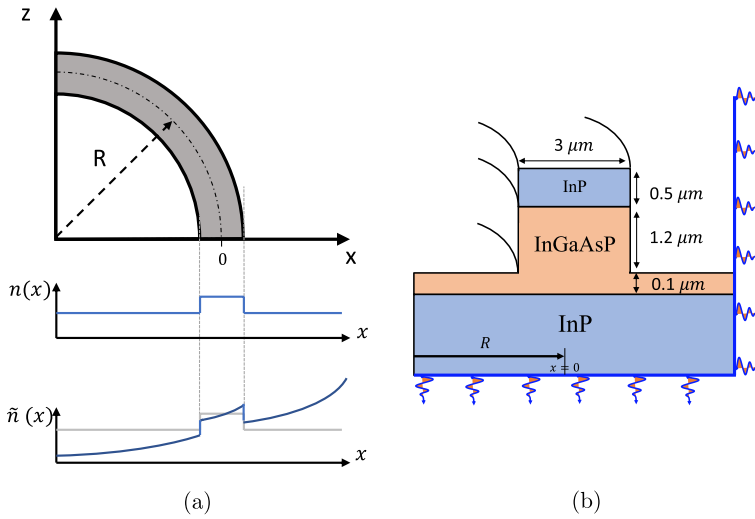 z
R
0
x
n(x)
x
ñ (x)
x
(a)
3 μm
InP
0.5 μm
InGaAsP
1.2 μm
0.1 μm
InP
R
x = 0
(b)